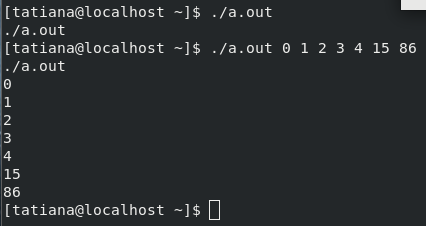 [tatiana@localhost ~]$ ./a.out
./a.out
[tatiana@localhost ~]$ ./a.out 0 1 2 3 4 15 86
./a.out
0
1
2
3
4
15
86
[tatiana@localhost ~]$